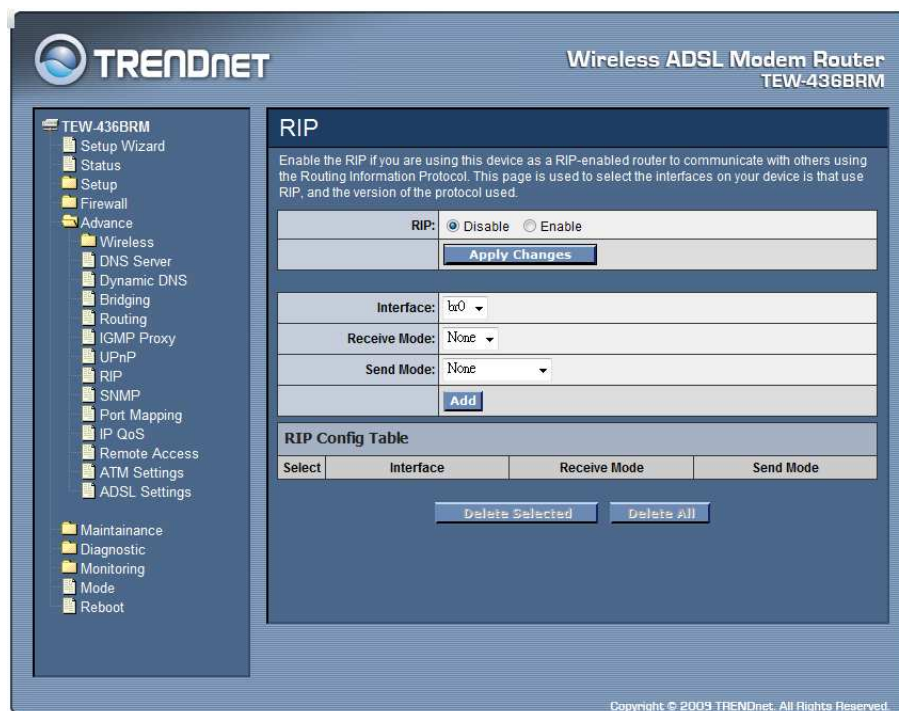 TRENDNET
Wireless ADSL Modem Router
TEW-436BRM
TEW-436BRM
Setup Wizard
Status
Setup
Firewall
Advance
Wireless
DNS Server
Dynamic DNS
Bridging
Routing
IGMP Proxy
UPnP
RIP
SNMP
Port Mapping
IP QoS
Remote Access
ATM Settings
ADSL Settings
Maintainance
Diagnostic
Monitoring
Mode
Reboot
RIP
Enable the RIP if you are using this device as a RIP-enabled router to communicate with others using
the Routing Information Protocol. This page is used to select the interfaces on your device is that use
RIP, and the version of the protocol used.
RIP: Disable Enable
Apply Changes
Interface: br0
Receive Mode: None
Send Mode: None
Add
RIP Config Table
Select Interface Receive Mode Send Mode
Delete Selected Delete All
Copyright © 2009 TRENDnet. All Rights Reserved.